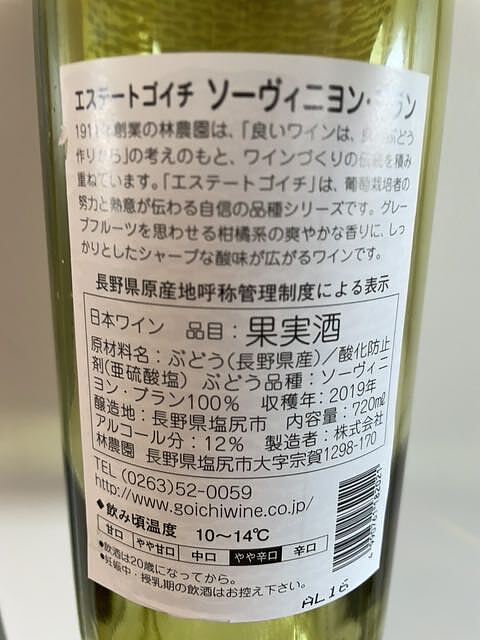 エステートゴイチ ソーヴィニヨン・ブラン
1911年創業の林農園は、「良いワインは、良いぶどう
作りから」の考えのもと、ワインづくりの伝統を積み
重ねています。「エステートゴイチ」は、葡萄栽培者の
努力と熱意が伝わる自信の品種シリーズです。グレー
プフルーツを思わせる柑橘系の爽やかな香りに、しっ
かりとしたシャープな酸味が広がるワインです。
長野県原産地呼称管理制度による表示
日本ワイン 品目：果実酒
原材料名：ぶどう(長野県産)／酸化防止
剤(亜硫酸塩) ぶどう品種：ソーヴィニ
ヨン・ブラン100% 収穫年：2019年
醸造地：長野県塩尻市 内容量：720ml
アルコール分：12% 製造者：株式会社
林農園 長野県塩尻市大字宗賀1298-170
TEL (0263)52-0059
http://www.goichiwine.co.jp/
◆飲み頃温度 10〜14℃
甘口 やや甘口 中口 やや辛口 辛口
●飲酒は20歳になってから。
●妊娠中・授乳期の飲酒はお控え下さい。
AL16